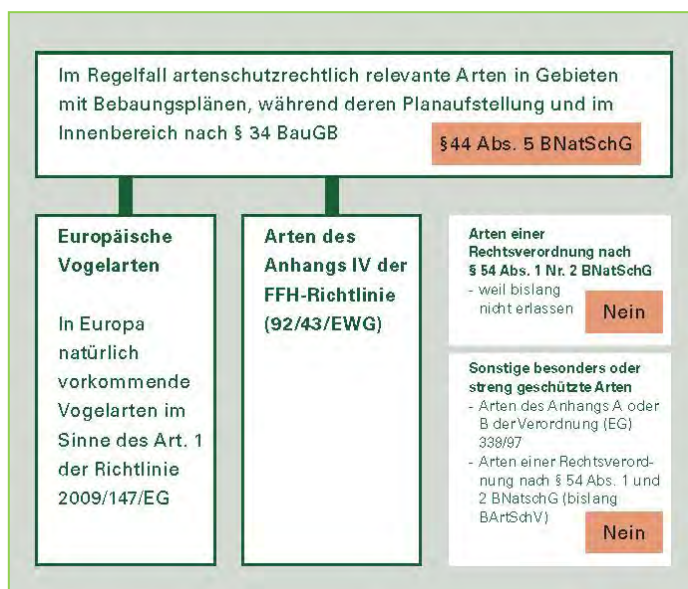 Im Regelfall artenschutzrechtlich relevante Arten in Gebieten
mit Bebaungsplänen, während deren Planaufstellung und im
Innenbereich nach § 34 BauGB
§44 Abs. 5 BNatSchG
Europäische
Vogelarten
In Europa
natürlich
vorkommende
Vogelarten im
Sinne des Art. 1
der Richtlinie
2009/147/EG
Arten des
Anhangs IV der
FFH-Richtlinie
(92/43/EWG)
Arten einer
Rechtsverordnung nach
§ 54 Abs. 1 Nr. 2 BNatSchG
- weil bislang
nicht erlassen
Nein
Sonstige besonders oder
streng geschützte Arten
- Arten des Anhangs A oder
B der Verordnung (EG)
338/97
- Arten einer Rechtsverord-
nung nach § 54 Abs. 1 und
2 BNatschG (bislang
BArtSchV)
Nein